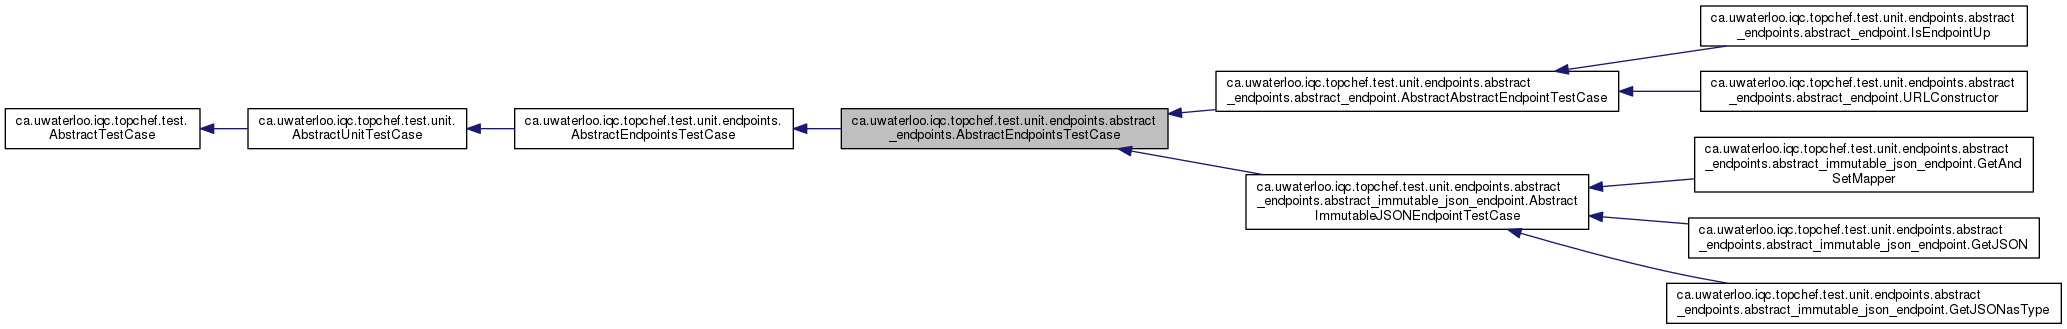 ca.uwaterloo.iqc.topchef.test.
AbstractTestCase
ca.uwaterloo.iqc.topchef.test.unit.
AbstractUnitTestCase
ca.uwaterloo.iqc.topchef.test.unit.endpoints.
AbstractEndpointsTestCase
ca.uwaterloo.iqc.topchef.test.unit.endpoints.abstract
_endpoints.AbstractEndpointsTestCase
ca.uwaterloo.iqc.topchef.test.unit.endpoints.abstract
_endpoints.abstract_endpoint.AbstractAbstractEndpointTestCase
ca.uwaterloo.iqc.topchef.test.unit.endpoints.abstract
_endpoints.abstract_immutable_json_endpoint.Abstract
ImmutableJSONEndpointTestCase
ca.uwaterloo.iqc.topchef.test.unit.endpoints.abstract
_endpoints.abstract_endpoint.IsEndpointUp
ca.uwaterloo.iqc.topchef.test.unit.endpoints.abstract
_endpoints.abstract_endpoint.URLConstructor
ca.uwaterloo.iqc.topchef.test.unit.endpoints.abstract
_endpoints.abstract_immutable_json_endpoint.GetAnd
SetMapper
ca.uwaterloo.iqc.topchef.test.unit.endpoints.abstract
_endpoints.abstract_immutable_json_endpoint.GetJSON
ca.uwaterloo.iqc.topchef.test.unit.endpoints.abstract
_endpoints.abstract_immutable_json_endpoint.GetJSONasType